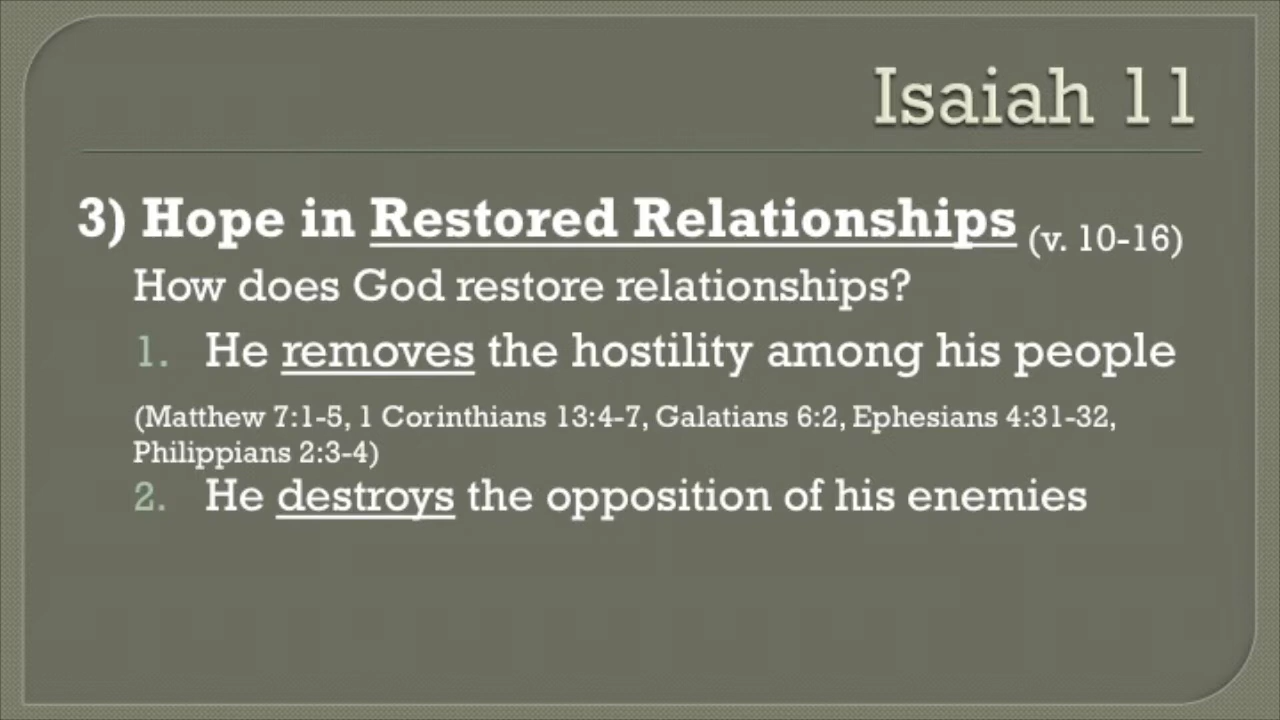 Isaiah 11
3) Hope in Restored Relationships (v. 10-16)
How does God restore relationships?
1. He removes the hostility among his people
(Matthew 7:1-5, 1 Corinthians 13:4-7, Galatians 6:2, Ephesians 4:31-32,
Philippians 2:3-4)
2. He destroys the opposition of his enemies